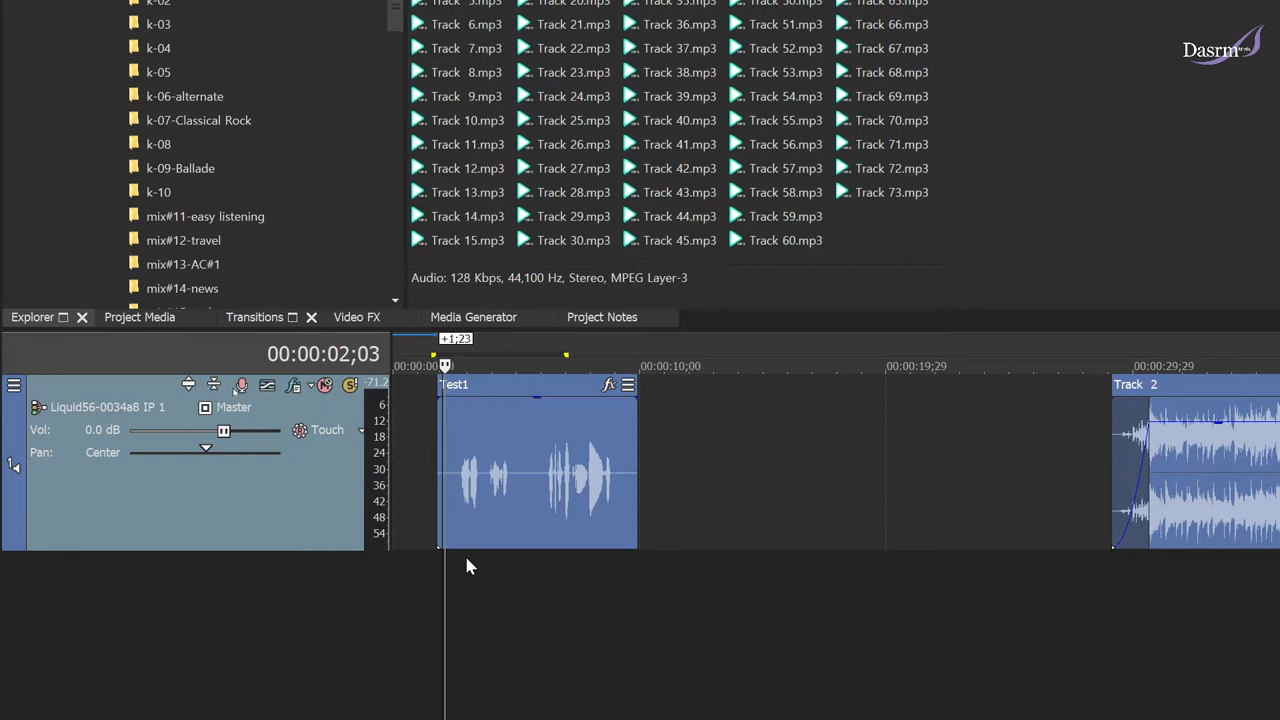 k-02
k-03
k-04
k-05
k-06-alternate
k-07-Classical Rock
k-08
k-09-Ballade
k-10
mix#11-easy listening
mix#12-travel
mix#13-AC#1
mix#14-news
Track 5.mp3 Track 20.mp3 Track 35.mp3 Track 50.mp3 Track 65.mp3
Track 6.mp3 Track 21.mp3 Track 36.mp3 Track 51.mp3 Track 66.mp3
Track 7.mp3 Track 22.mp3 Track 37.mp3 Track 52.mp3 Track 67.mp3
Track 8.mp3 Track 23.mp3 Track 38.mp3 Track 53.mp3 Track 68.mp3
Track 9.mp3 Track 24.mp3 Track 39.mp3 Track 54.mp3 Track 69.mp3
Track 10.mp3 Track 25.mp3 Track 40.mp3 Track 55.mp3 Track 70.mp3
Track 11.mp3 Track 26.mp3 Track 41.mp3 Track 56.mp3 Track 71.mp3
Track 12.mp3 Track 27.mp3 Track 42.mp3 Track 57.mp3 Track 72.mp3
Track 13.mp3 Track 28.mp3 Track 43.mp3 Track 58.mp3 Track 73.mp3
Track 14.mp3 Track 29.mp3 Track 44.mp3 Track 59.mp3
Track 15.mp3 Track 30.mp3 Track 45.mp3 Track 60.mp3
Dasrm
Audio: 128 Kbps, 44,100 Hz, Stereo, MPEG Layer-3
Explorer Project Media Transitions Video FX Media Generator Project Notes
+1;23
00:00:02;03
00:00:00 00:00:10;00 00:00:19;29 00:00:29;29
-71.2
Test1 fx
Track 2
Liquid56-0034a8 IP 1 Master
Vol: 0.0 dB Touch
Pan: Center
1
6
12
18
24
30
36
42
48
54